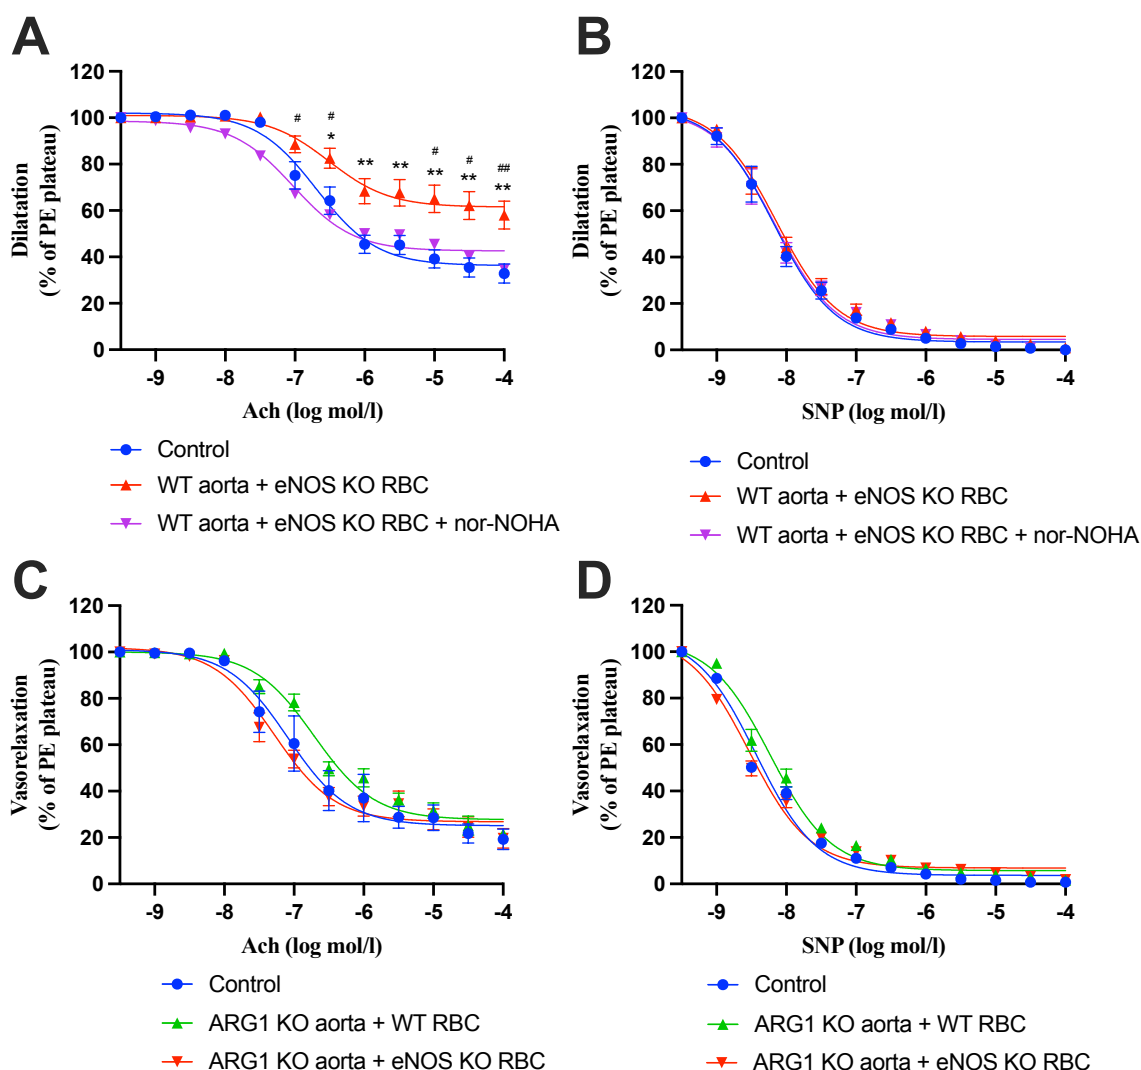 A
Dilatation
(% of PE plateau)
120
100
80
60
40
20
0
# # # # ##
* ** ** ** ** **
-9 -8 -7 -6 -5 -4
Ach (log mol/l)
Control
WT aorta + eNOS KO RBC
WT aorta + eNOS KO RBC + nor-NOHA
B
Dilatation
(% of PE plateau)
120
100
80
60
40
20
0
-9 -8 -7 -6 -5 -4
SNP (log mol/l)
Control
WT aorta + eNOS KO RBC
WT aorta + eNOS KO RBC + nor-NOHA
C
Vasorelaxation
(% of PE plateau)
120
100
80
60
40
20
0
-9 -8 -7 -6 -5 -4
Ach (log mol/l)
Control
ARG1 KO aorta + WT RBC
ARG1 KO aorta + eNOS KO RBC
D
Vasorelaxation
(% of PE plateau)
120
100
80
60
40
20
0
-9 -8 -7 -6 -5 -4
SNP (log mol/l)
Control
ARG1 KO aorta + WT RBC
ARG1 KO aorta + eNOS KO RBC